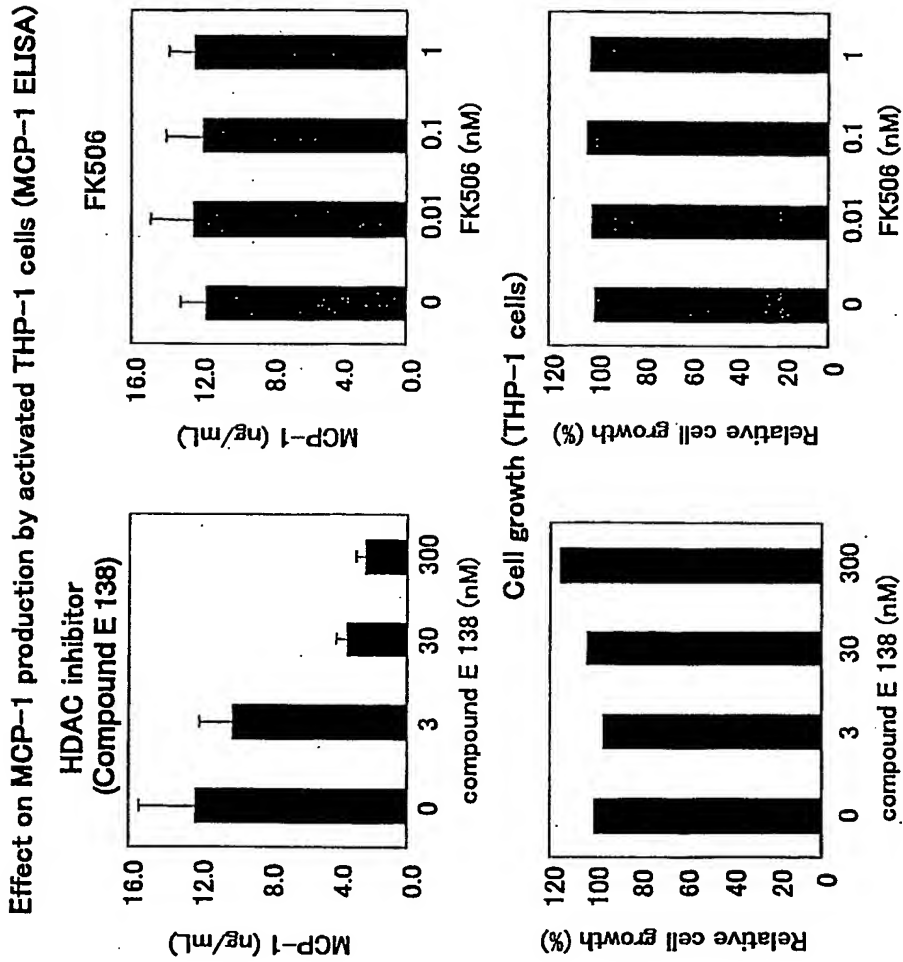 Effect on MCP-1 production by activated THP-1 cells (MCP-1 ELISA)
HDAC inhibitor
(Compound E 138)
MCP-1 (ng/mL)
16.0
12.0
8.0
4.0
0.0
0 3 30 300
compound E 138 (nM)
FK506
MCP-1 (ng/mL)
16.0
12.0
8.0
4.0
0.0
0 0.01 0.1 1
FK506 (nM)
Cell growth (THP-1 cells)
Relative cell growth (%)
120
100
80
60
40
20
0
0 3 30 300
compound E 138 (nM)
Relative cell growth (%)
120
100
80
60
40
20
0
0 0.01 0.1 1
FK506 (nM)